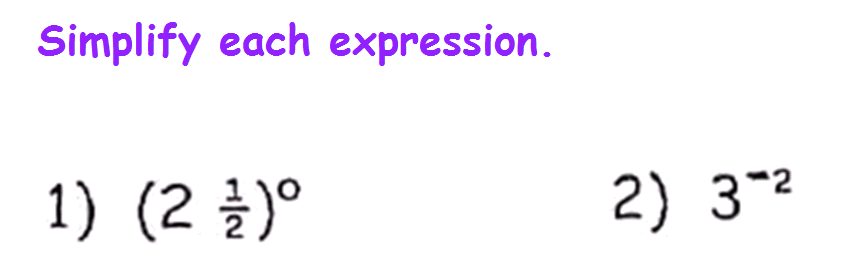 Simplify each expression.
1) (2 ½)⁰ 2) 3⁻²